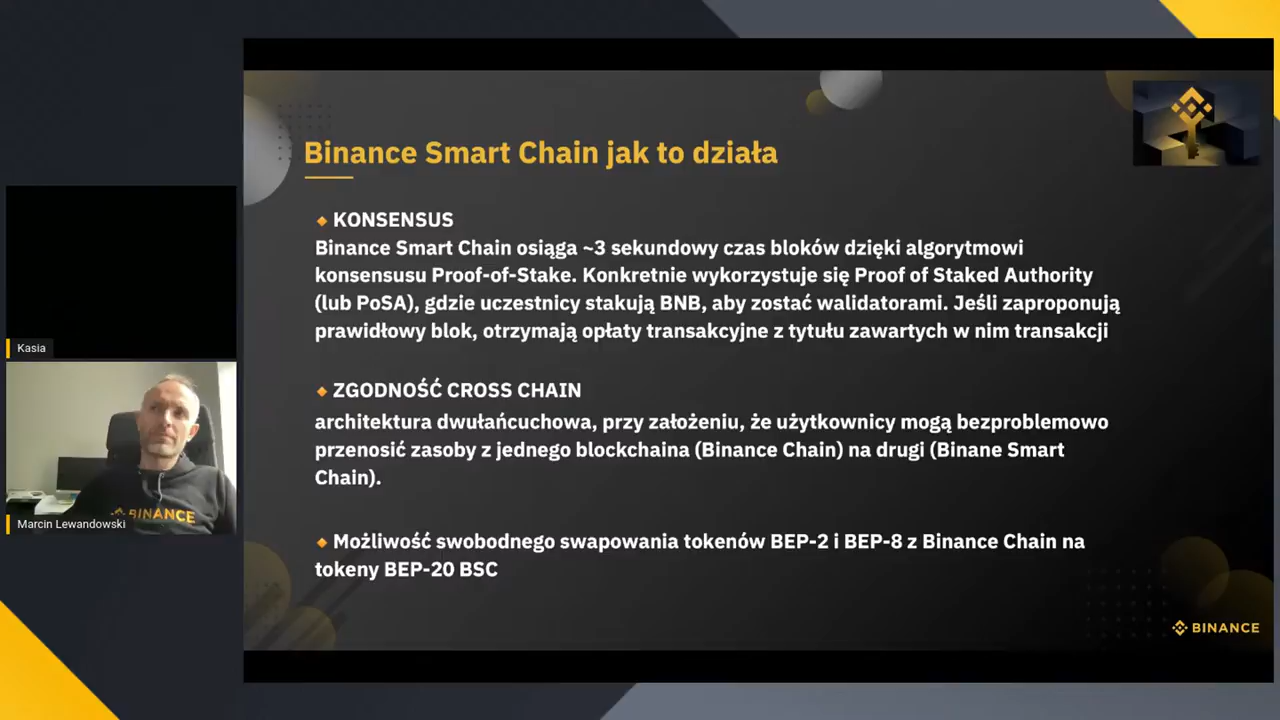 Binance Smart Chain jak to działa
KONSENSUS
Binance Smart Chain osiąga ~3 sekundowy czas bloków dzięki algorytmowi
konsensusu Proof-of-Stake. Konkretnie wykorzystuje się Proof of Staked Authority
(lub PoSA), gdzie uczestnicy stakują BNB, aby zostać walidatorami. Jeśli zaproponują
prawidłowy blok, otrzymają opłaty transakcyjne z tytułu zawartych w nim transakcji
ZGODNOŚĆ CROSS CHAIN
architektura dwułańcuchowa, przy założeniu, że użytkownicy mogą bezproblemowo
przenosić zasoby z jednego blockchaina (Binance Chain) na drugi (Binane Smart
Chain).
Możliwość swobodnego swapowania tokenów BEP-2 i BEP-8 z Binance Chain na
tokeny BEP-20 BSC
BINANCE
Kasia
BINANCE
Marcin Lewandowski